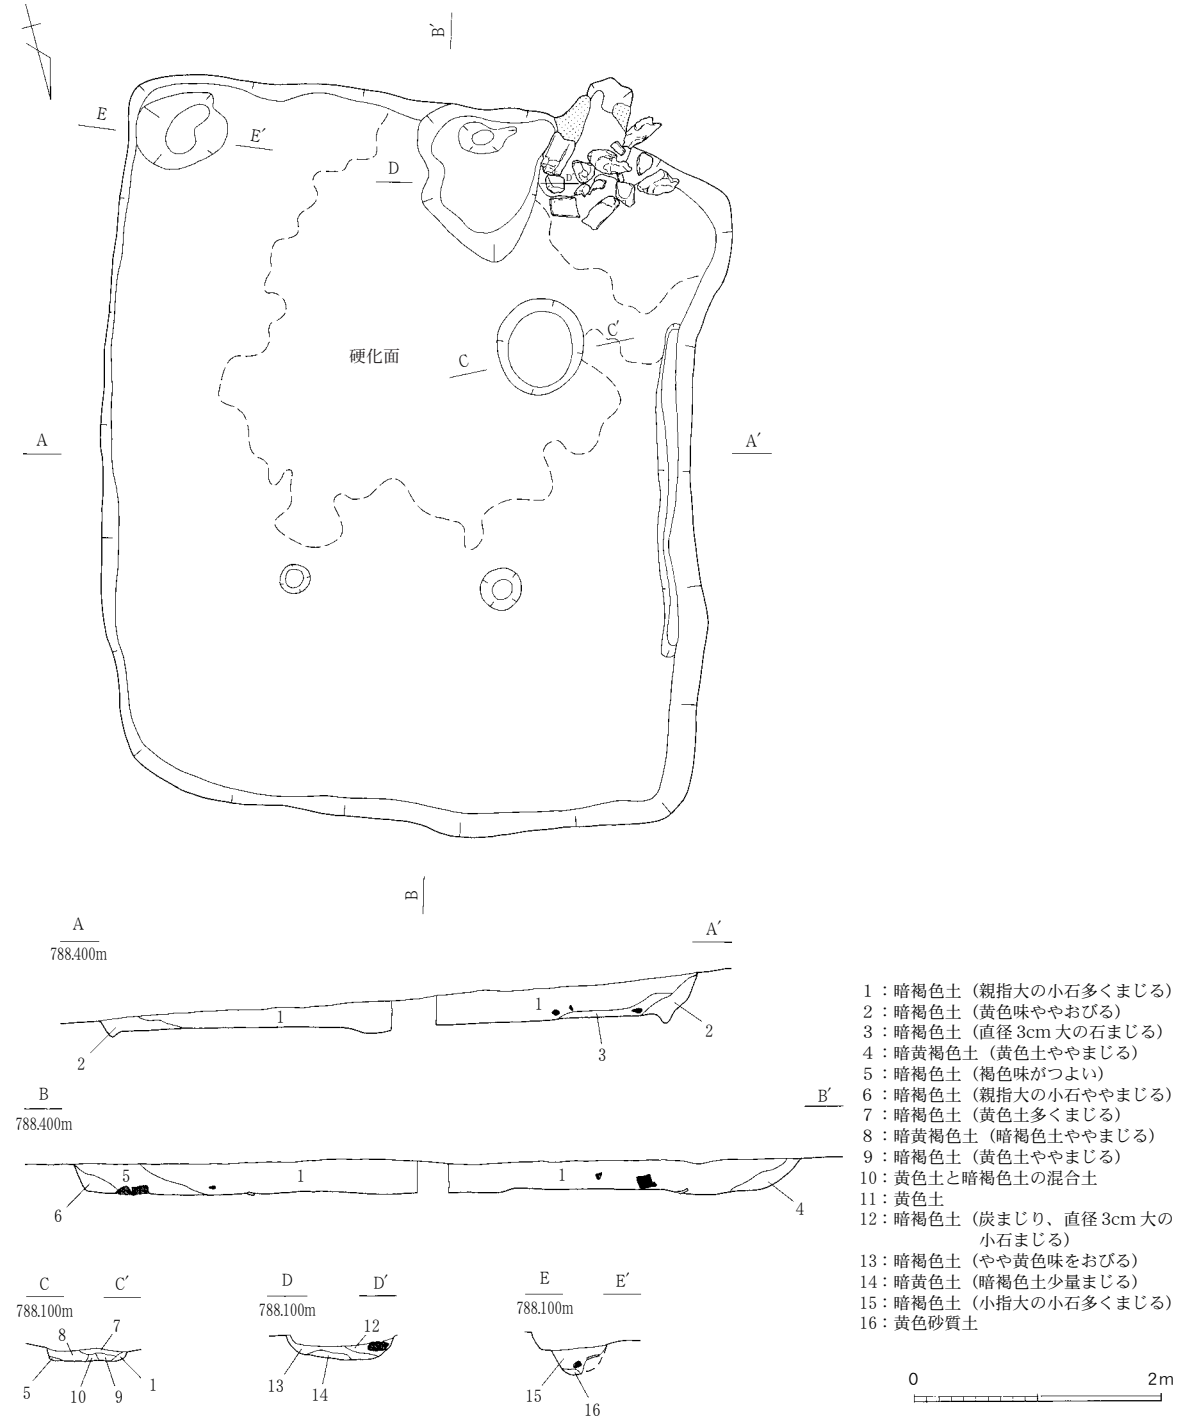 B′
E
E′
D
D′
硬化面
C
C′
A
A′
B
A
788.400m
A′
1
1
2
3
2
B
788.400m
B′
5
1
1
6
4
C
C′
788.100m
8
7
5
10
9
1
D
D′
788.100m
12
13
14
E
E′
788.100m
15
16
1：暗褐色土（親指大の小石多くまじる）
2：暗褐色土（黄色味ややおびる）
3：暗褐色土（直径3cm大の石まじる）
4：暗黄褐色土（黄色土ややまじる）
5：暗褐色土（褐色味がつよい）
6：暗褐色土（親指大の小石ややまじる）
7：暗褐色土（黄色土多くまじる）
8：暗黄褐色土（暗褐色土ややまじる）
9：暗褐色土（黄色土ややまじる）
10：黄色土と暗褐色土の混合土
11：黄色土
12：暗褐色土（炭まじり、直径3cm大の
小石まじる）
13：暗褐色土（やや黄色味をおびる）
14：暗黄色土（暗褐色土少量まじる）
15：暗褐色土（小指大の小石多くまじる）
16：黄色砂質土
0 2m